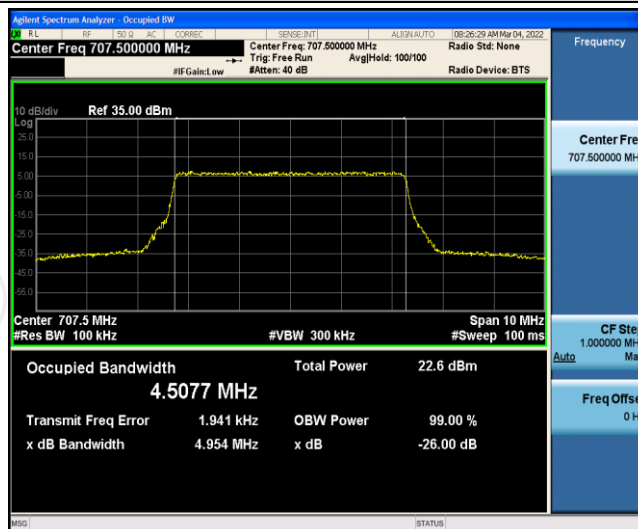 Agilent Spectrum Analyzer - Occupied BW
RL RF 50 Ω AC CORREC SENSE:INT ALIGN AUTO 08:26:29 AM Mar 04, 2022
Center Freq 707.500000 MHz
Center Freq: 707.500000 MHz
Radio Std: None
Trig: Free Run Avg|Hold: 100/100
#IFGain:Low #Atten: 40 dB Radio Device: BTS
10 dB/div Ref 35.00 dBm
Log
25.0
15.0
5.00
-5.00
-15.0
-25.0
-35.0
-45.0
-55.0
Center 707.5 MHz Span 10 MHz
#Res BW 100 kHz #VBW 300 kHz #Sweep 100 ms
Occupied Bandwidth Total Power 22.6 dBm
4.5077 MHz
Transmit Freq Error 1.941 kHz OBW Power 99.00 %
x dB Bandwidth 4.954 MHz x dB -26.00 dB
MSG STATUS
Frequency
Center Fre
707.500000 MH
CF Ste
1.000000 MH
Auto Ma
Freq Offse
0 H